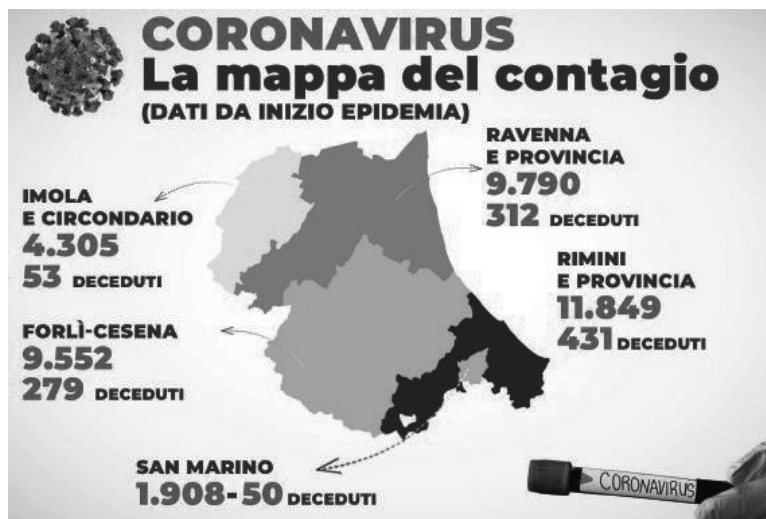 CORONAVIRUS
La mappa del contagio
(DATI DA INIZIO EPIDEMIA)
RAVENNA
E PROVINCIA
9.790
312 DECEDUTI
IMOLA
E CIRCONDARIO
4.305
53 DECEDUTI
RIMINI
E PROVINCIA
11.849
431 DECEDUTI
FORLÌ-CESENA
9.552
279 DECEDUTI
SAN MARINO
1.908-50 DECEDUTI
CORONAVIRUS